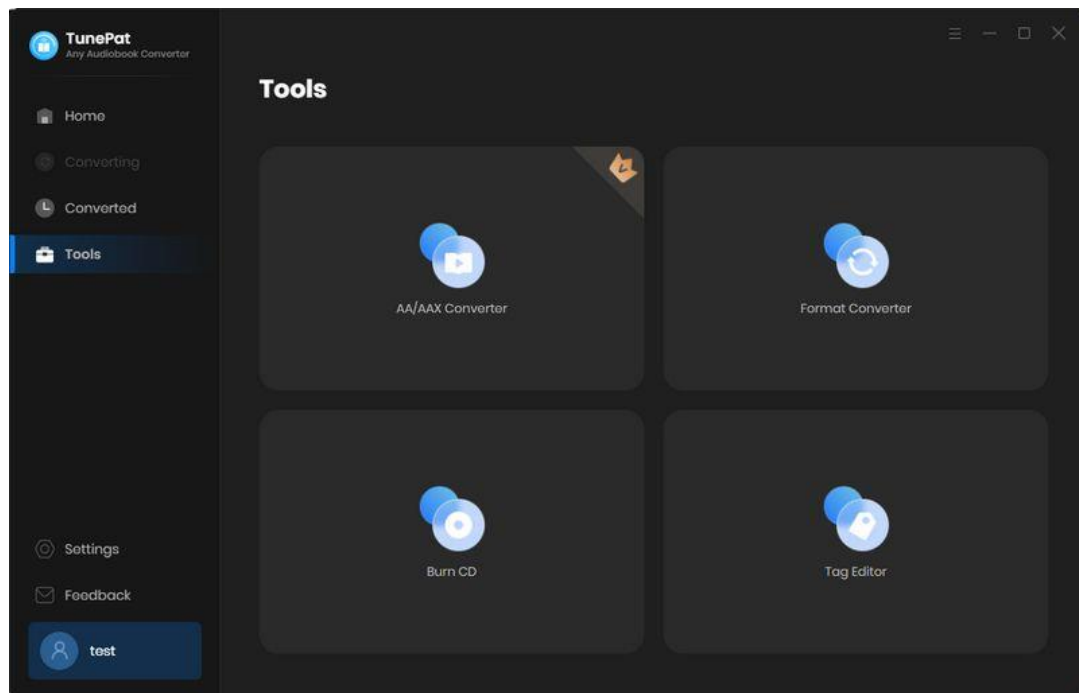 TunePat
Any Audiobook Converter
Home
Converting
Converted
Tools
Settings
Feedback
test
Tools
AA/AAX Converter
Format Converter
Burn CD
Tag Editor